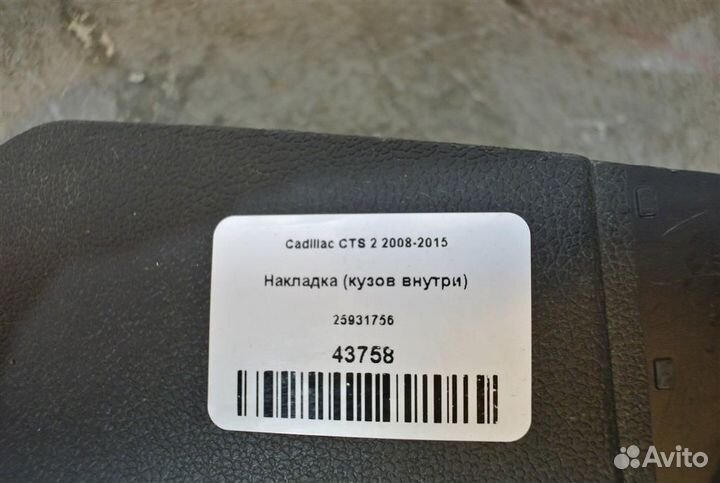 Cadillac CTS 2 2008-2015
Накладка (кузов внутри)
25931756
43758
Avito